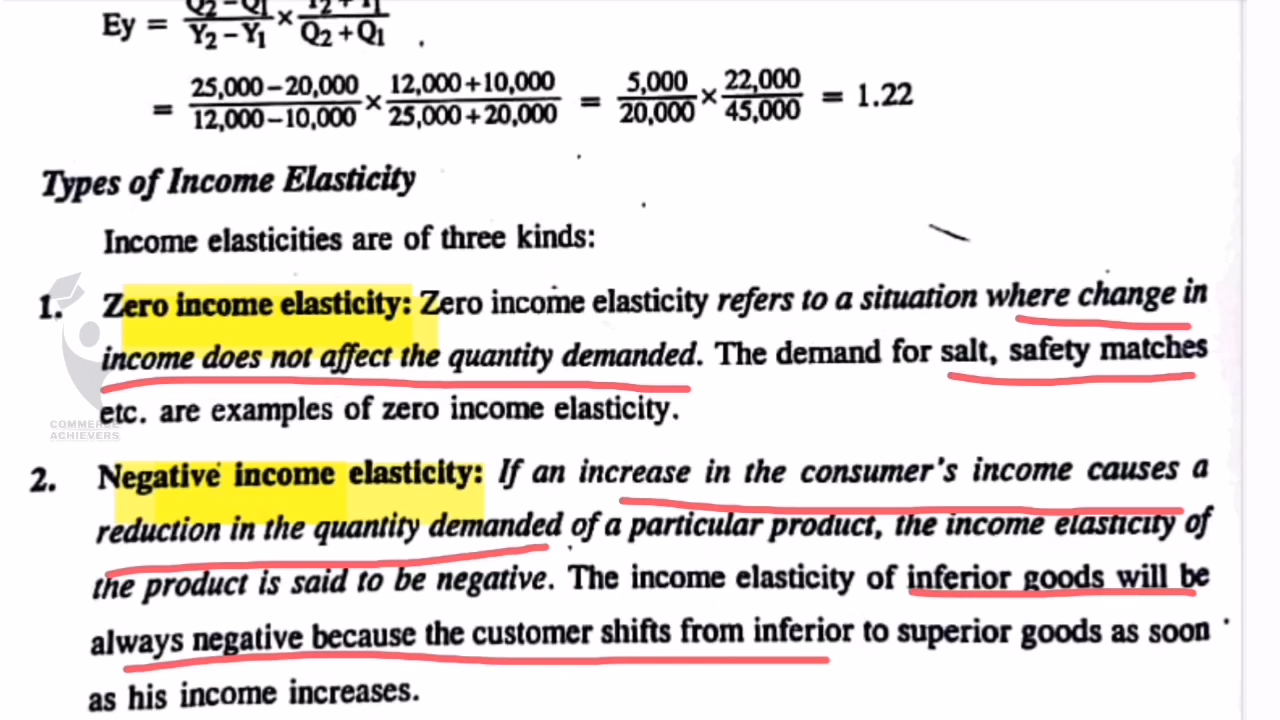 Ey = Q2 − Q1 / Y2 − Y1 × Y2 + Y1 / Q2 + Q1 .
= 25,000 − 20,000 / 12,000 − 10,000 × 12,000 + 10,000 / 25,000 + 20,000 = 5,000 / 20,000 × 22,000 / 45,000 = 1.22
Types of Income Elasticity
Income elasticities are of three kinds:
1. Zero income elasticity: Zero income elasticity refers to a situation where change in
income does not affect the quantity demanded. The demand for salt, safety matches
etc. are examples of zero income elasticity.
COMMERCE
ACHIEVERS
2. Negative income elasticity: If an increase in the consumer's income causes a
reduction in the quantity demanded of a particular product, the income elasticity of
the product is said to be negative. The income elasticity of inferior goods will be
always negative because the customer shifts from inferior to superior goods as soon
as his income increases.